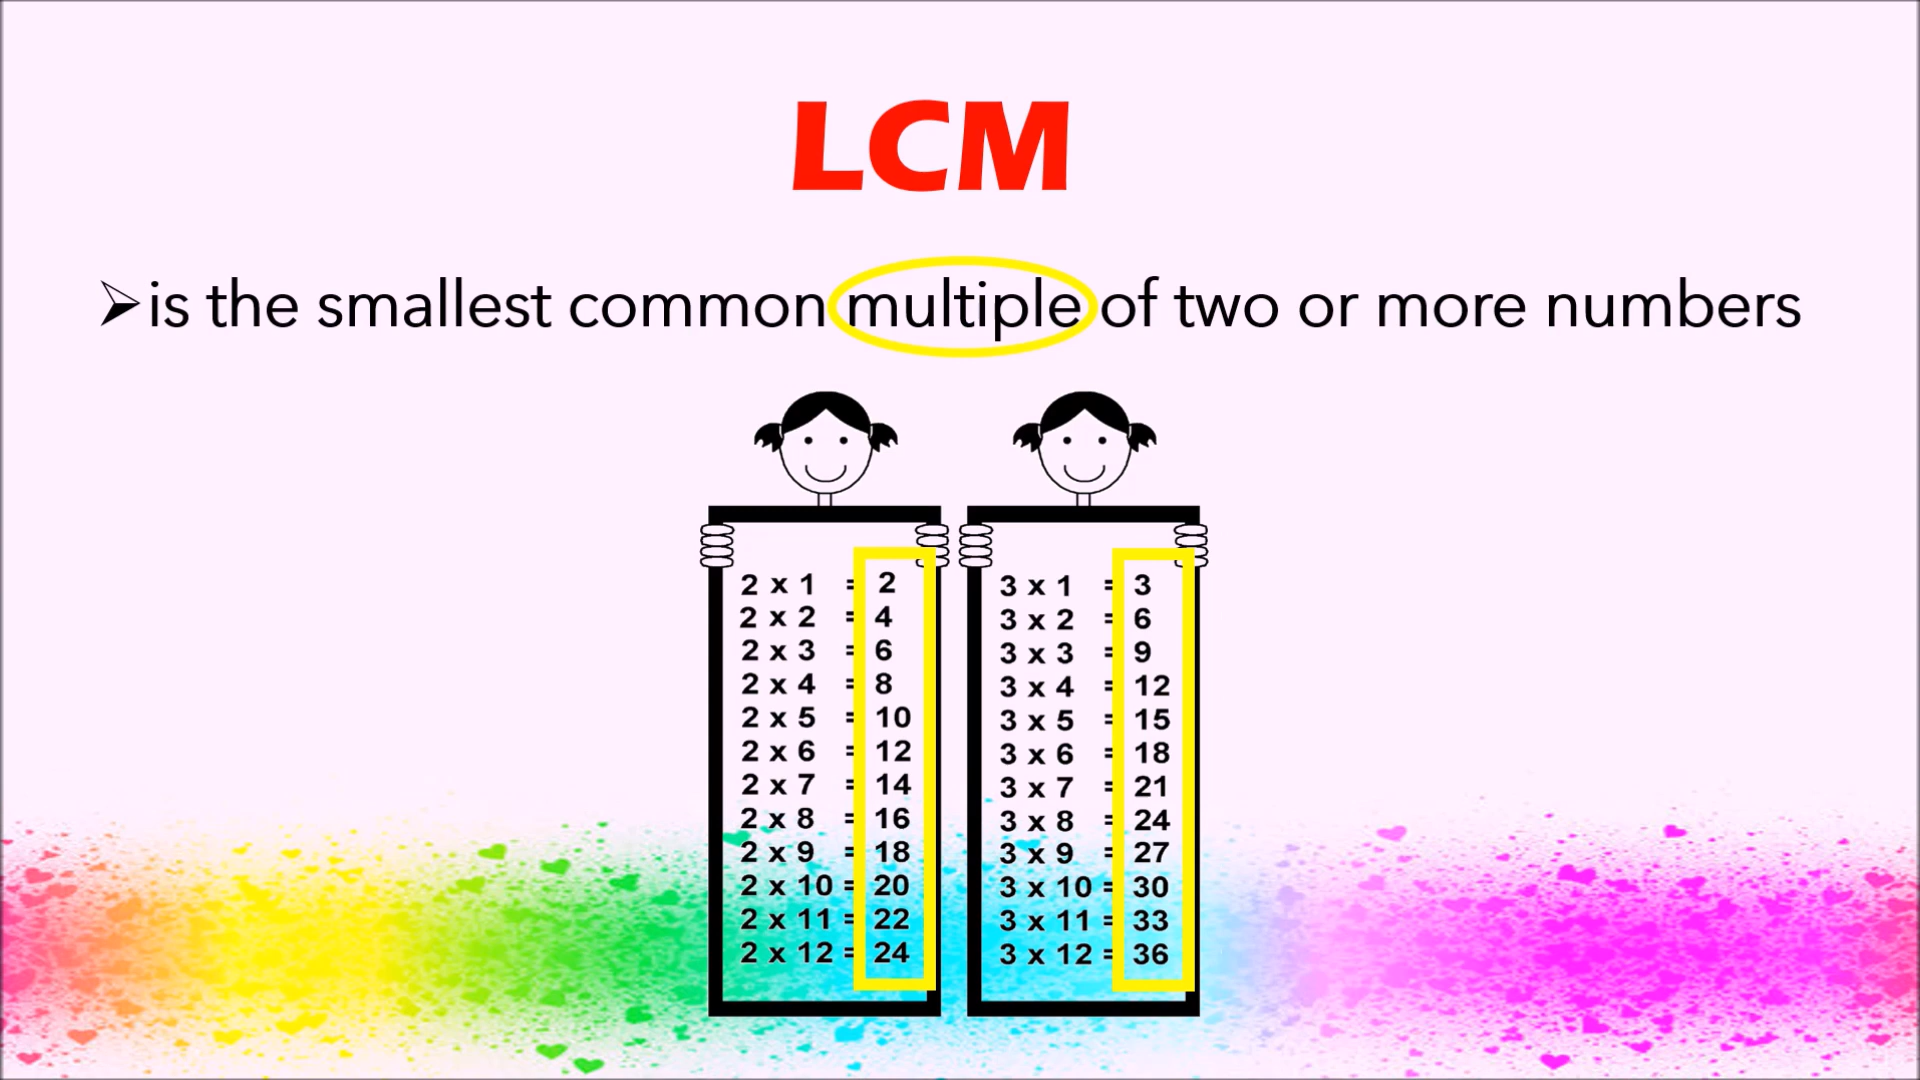 LCM
➢is the smallest common multiple of two or more numbers
2 x 1 = 2
2 x 2 = 4
2 x 3 = 6
2 x 4 = 8
2 x 5 = 10
2 x 6 = 12
2 x 7 = 14
2 x 8 = 16
2 x 9 = 18
2 x 10 = 20
2 x 11 = 22
2 x 12 = 24
3 x 1 = 3
3 x 2 = 6
3 x 3 = 9
3 x 4 = 12
3 x 5 = 15
3 x 6 = 18
3 x 7 = 21
3 x 8 = 24
3 x 9 = 27
3 x 10 = 30
3 x 11 = 33
3 x 12 = 36